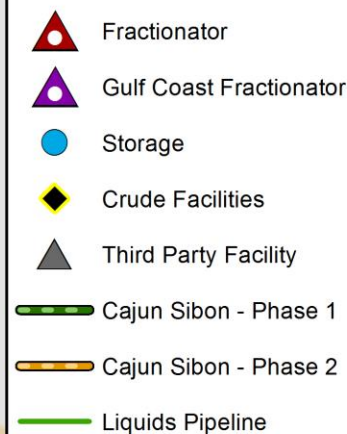 Fractionator
Gulf Coast Fractionator
Storage
Crude Facilities
Third Party Facility
Cajun Sibon - Phase 1
Cajun Sibon - Phase 2
Liquids Pipeline